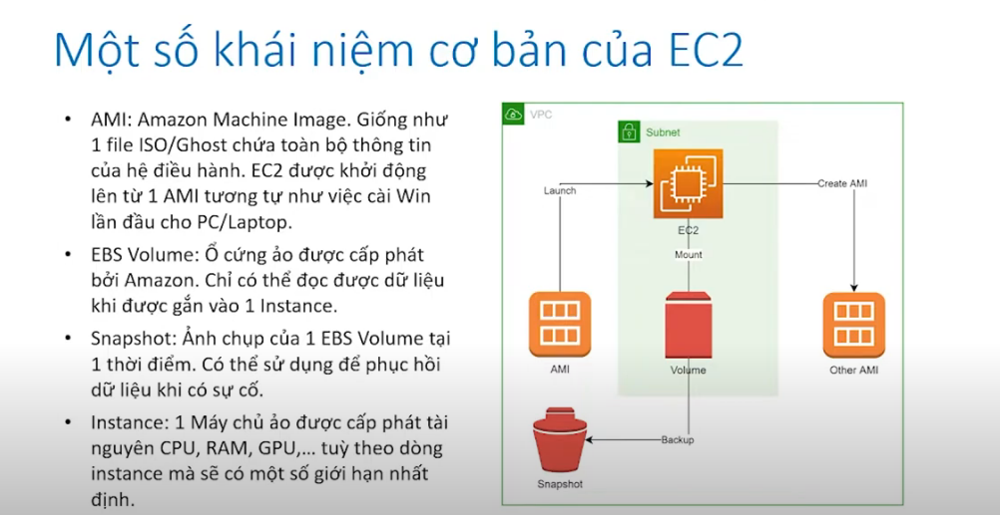 Một số khái niệm cơ bản của EC2
• AMI: Amazon Machine Image. Giống như
1 file ISO/Ghost chứa toàn bộ thông tin
của hệ điều hành. EC2 được khởi động
lên từ 1 AMI tương tự như việc cài Win
lần đầu cho PC/Laptop.
• EBS Volume: Ổ cứng ảo được cấp phát
bởi Amazon. Chỉ có thể đọc được dữ liệu
khi được gắn vào 1 Instance.
• Snapshot: Ảnh chụp của 1 EBS Volume tại
1 thời điểm. Có thể sử dụng để phục hồi
dữ liệu khi có sự cố.
• Instance: 1 Máy chủ ảo được cấp phát tài
nguyên CPU, RAM, GPU,... tuỳ theo dòng
instance mà sẽ có một số giới hạn nhất
định.
VPC
Subnet
Launch
Create AMI
EC2
Mount
AMI
Volume
Other AMI
Backup
Snapshot